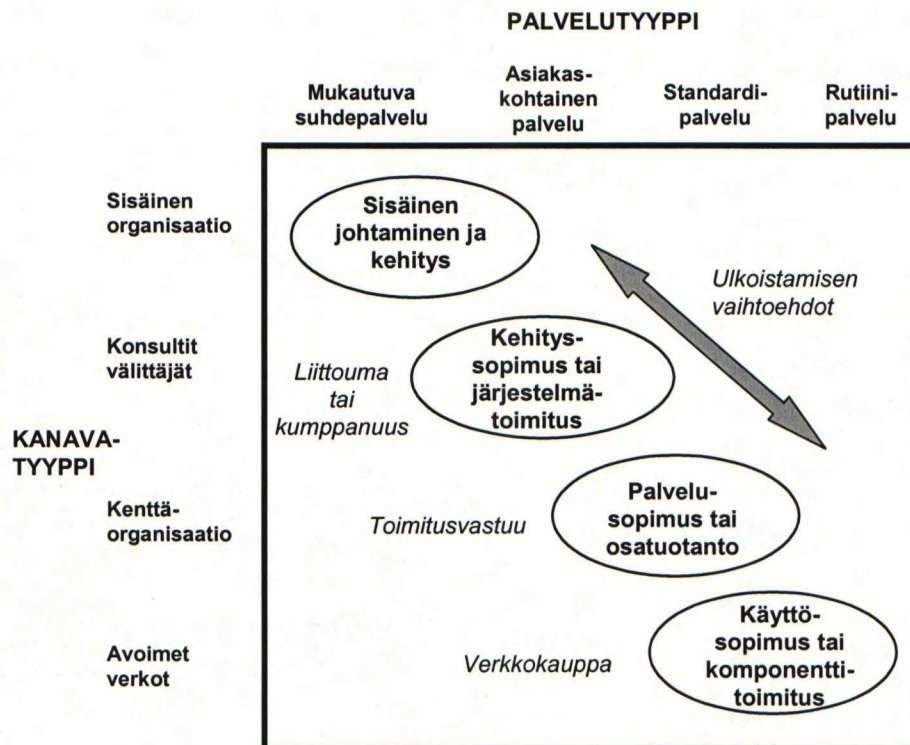 PALVELUTYYPPI
Mukautuva
suhdepalvelu
Asiakas-
kohtainen
palvelu
Standardi-
palvelu
Rutiini-
palvelu
KANAVA-
TYYPPI
Sisäinen
organisaatio
Sisäinen
johtaminen ja
kehitys
Ulkoistamisen
vaihtoehdot
Konsultit
välittäjät
Liittouma
tai
kumppanuus
Kehitys-
sopimus tai
järjestelmä-
toimitus
Kenttä-
organisaatio
Toimitusvastuu
Palvelu-
sopimus tai
osatuotanto
Avoimet
verkot
Verkkokauppa
Käyttö-
sopimus tai
komponentti-
toimitus